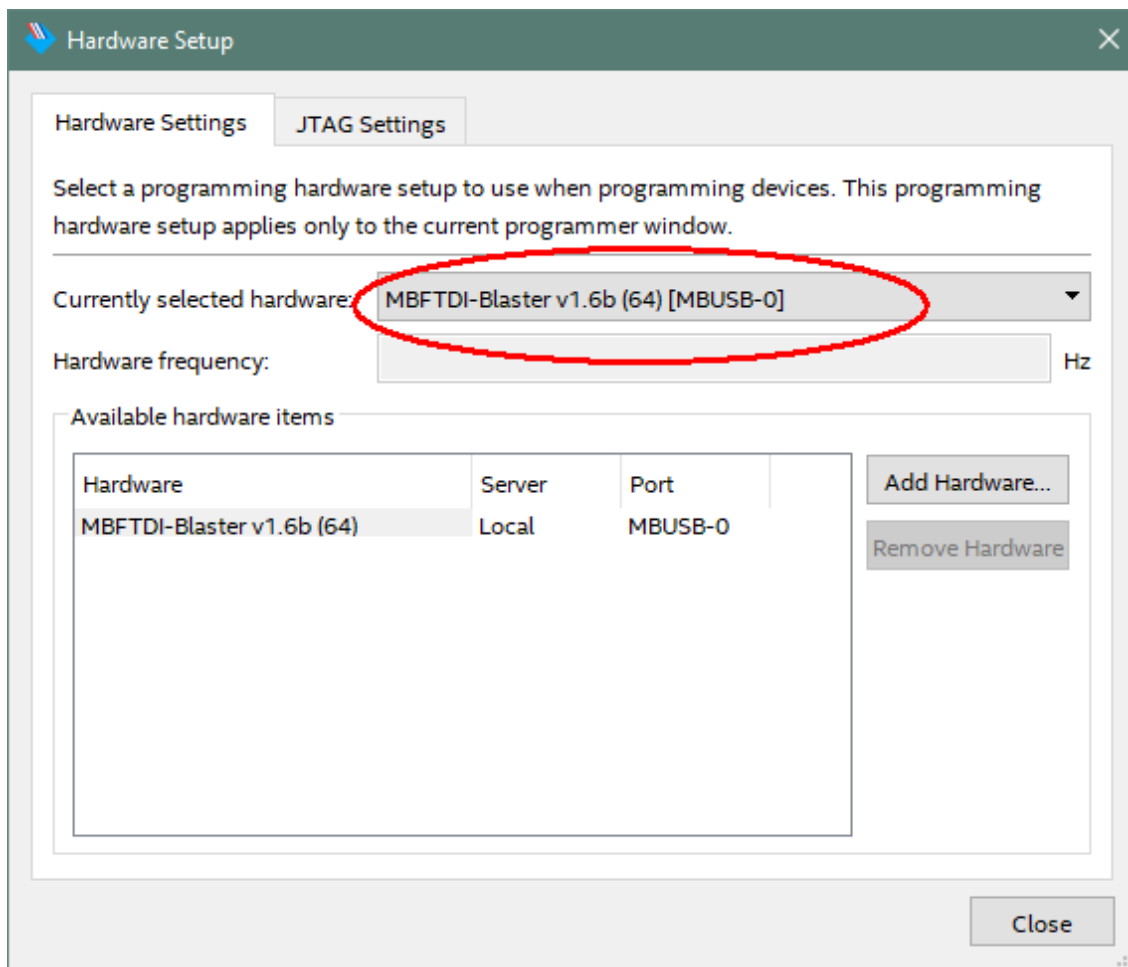 Hardware Setup
Hardware Settings
JTAG Settings
Select a programming hardware setup to use when programming devices. This programming
hardware setup applies only to the current programmer window.
Currently selected hardware: MBFTDI-Blaster v1.6b (64) [MBUSB-0]
Hardware frequency: Hz
Available hardware items
Hardware Server Port
MBFTDI-Blaster v1.6b (64) Local MBUSB-0
Add Hardware...
Remove Hardware
Close